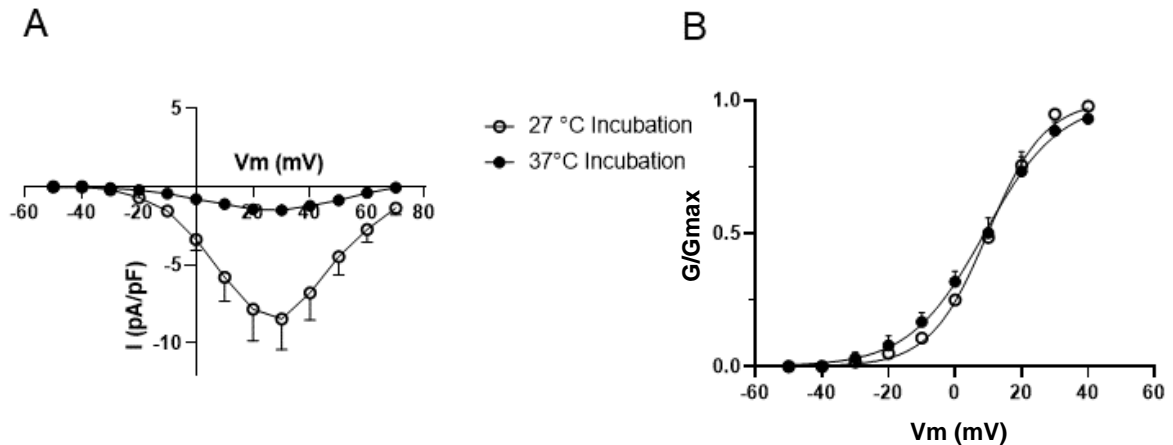 A
B
5
Vm (mV)
-60 -40 -20 20 40 60 80
-5
-10
I (pA/pF)
27 °C Incubation
37°C Incubation
1.0
0.5
0.0
G/Gmax
-60 -40 -20 0 20 40 60
Vm (mV)